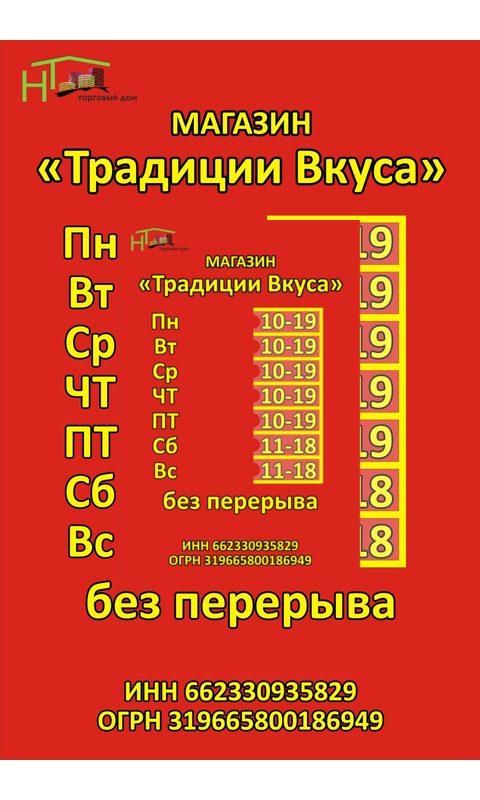 НТ
торговый дом
МАГАЗИН
«Традиции Вкуса»
Пн 19
Вт 19
Ср 19
ЧТ 19
ПТ 19
Сб 18
Вс 18
без перерыва
ИНН 662330935829
ОГРН 319665800186949
НТ
торговый дом
МАГАЗИН
«Традиции Вкуса»
Пн 10-19
Вт 10-19
Ср 10-19
ЧТ 10-19
ПТ 10-19
Сб 11-18
Вс 11-18
без перерыва
ИНН 662330935829
ОГРН 319665800186949